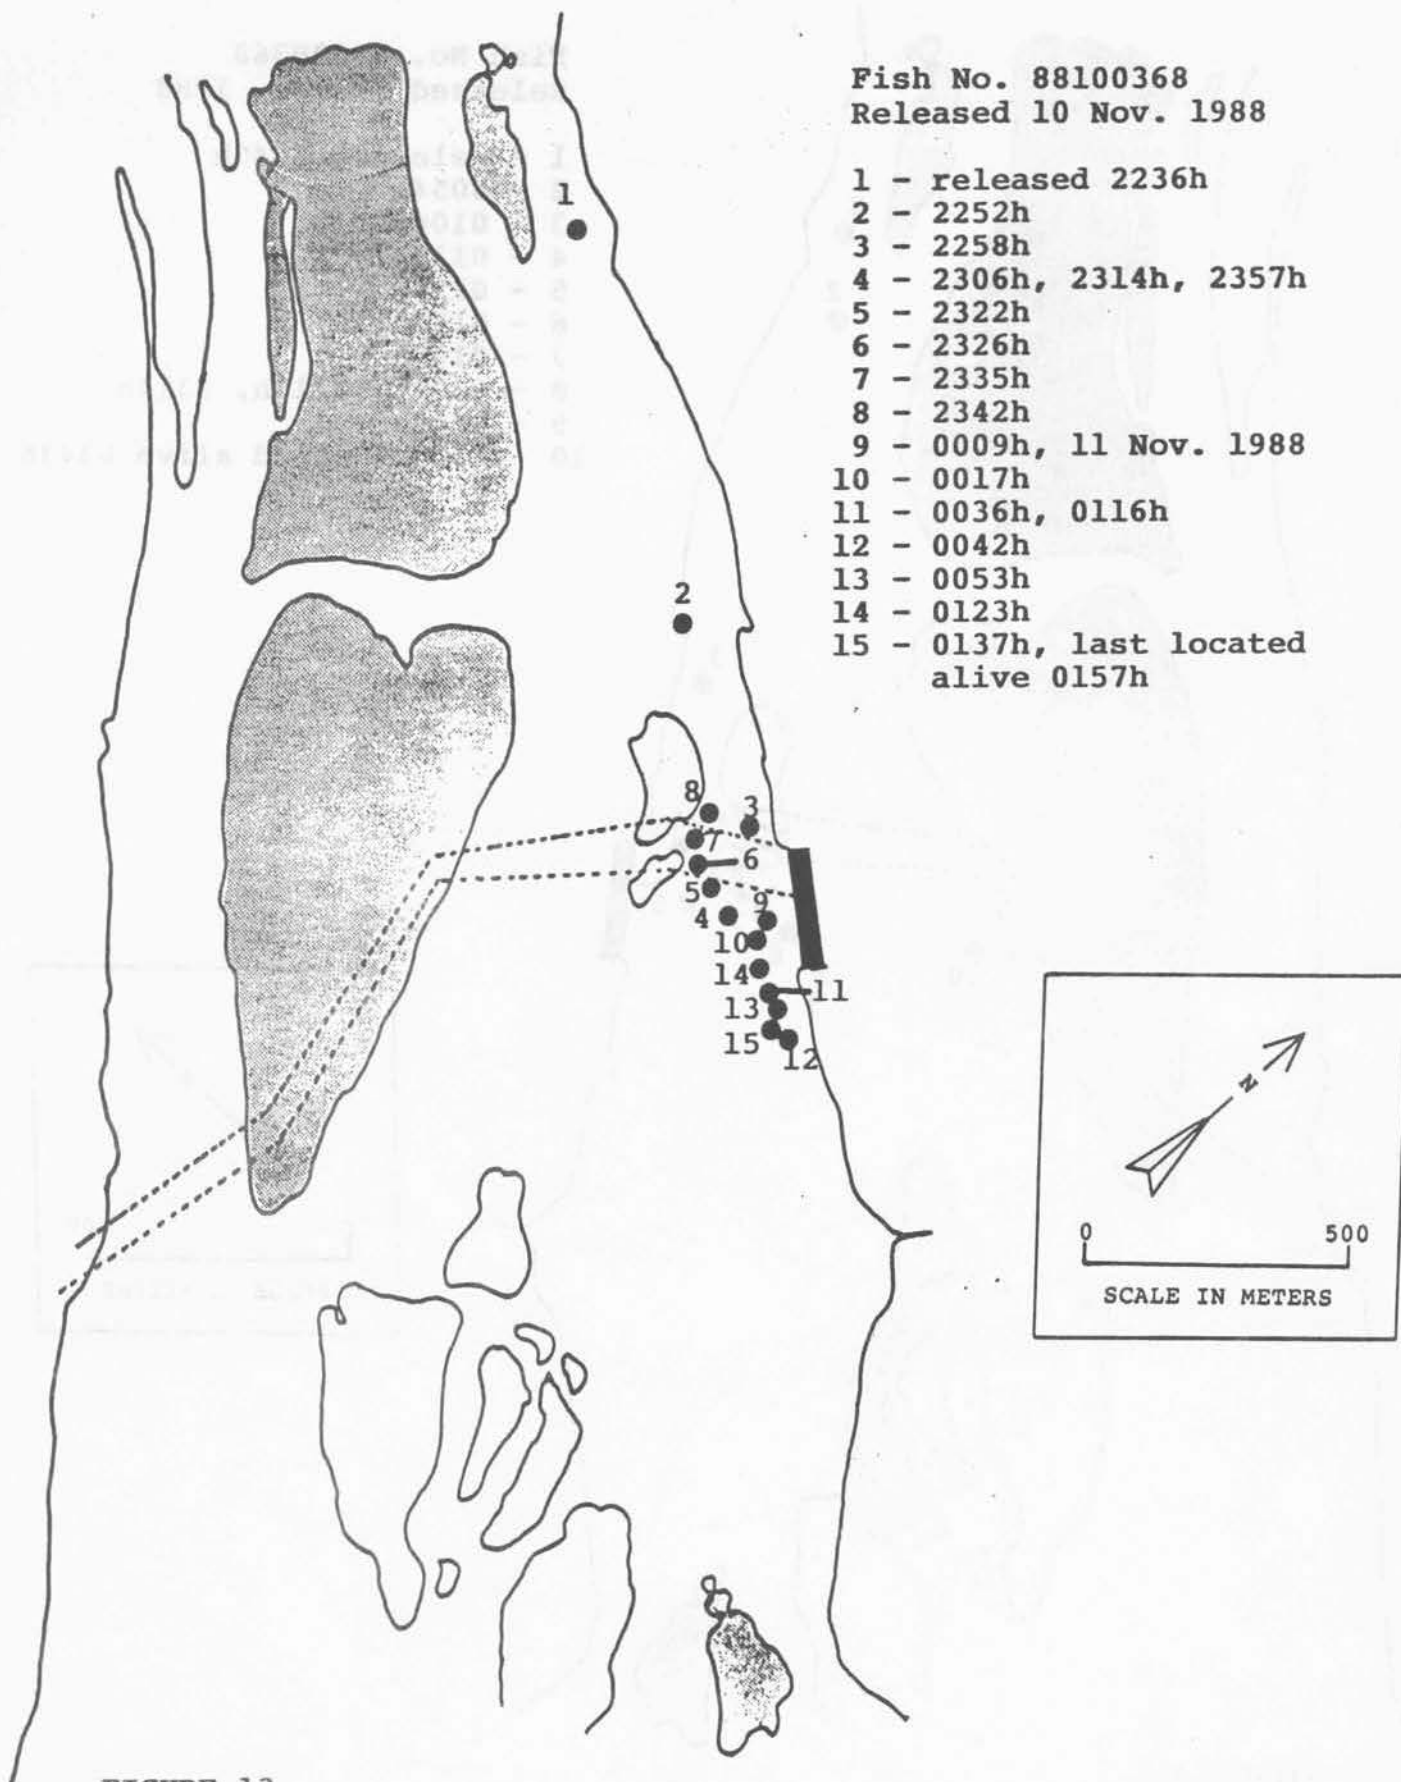 Fish No. 88100368
Released 10 Nov. 1988
1 - released 2236h
2 - 2252h
3 - 2258h
4 - 2306h, 2314h, 2357h
5 - 2322h
6 - 2326h
7 - 2335h
8 - 2342h
9 - 0009h, 11 Nov. 1988
10 - 0017h
11 - 0036h, 0116h
12 - 0042h
13 - 0053h
14 - 0123h
15 - 0137h, last located
alive 0157h
1
2
8
3
7
6
5
4
9
10
14
11
13
15
12
N
0 500
SCALE IN METERS